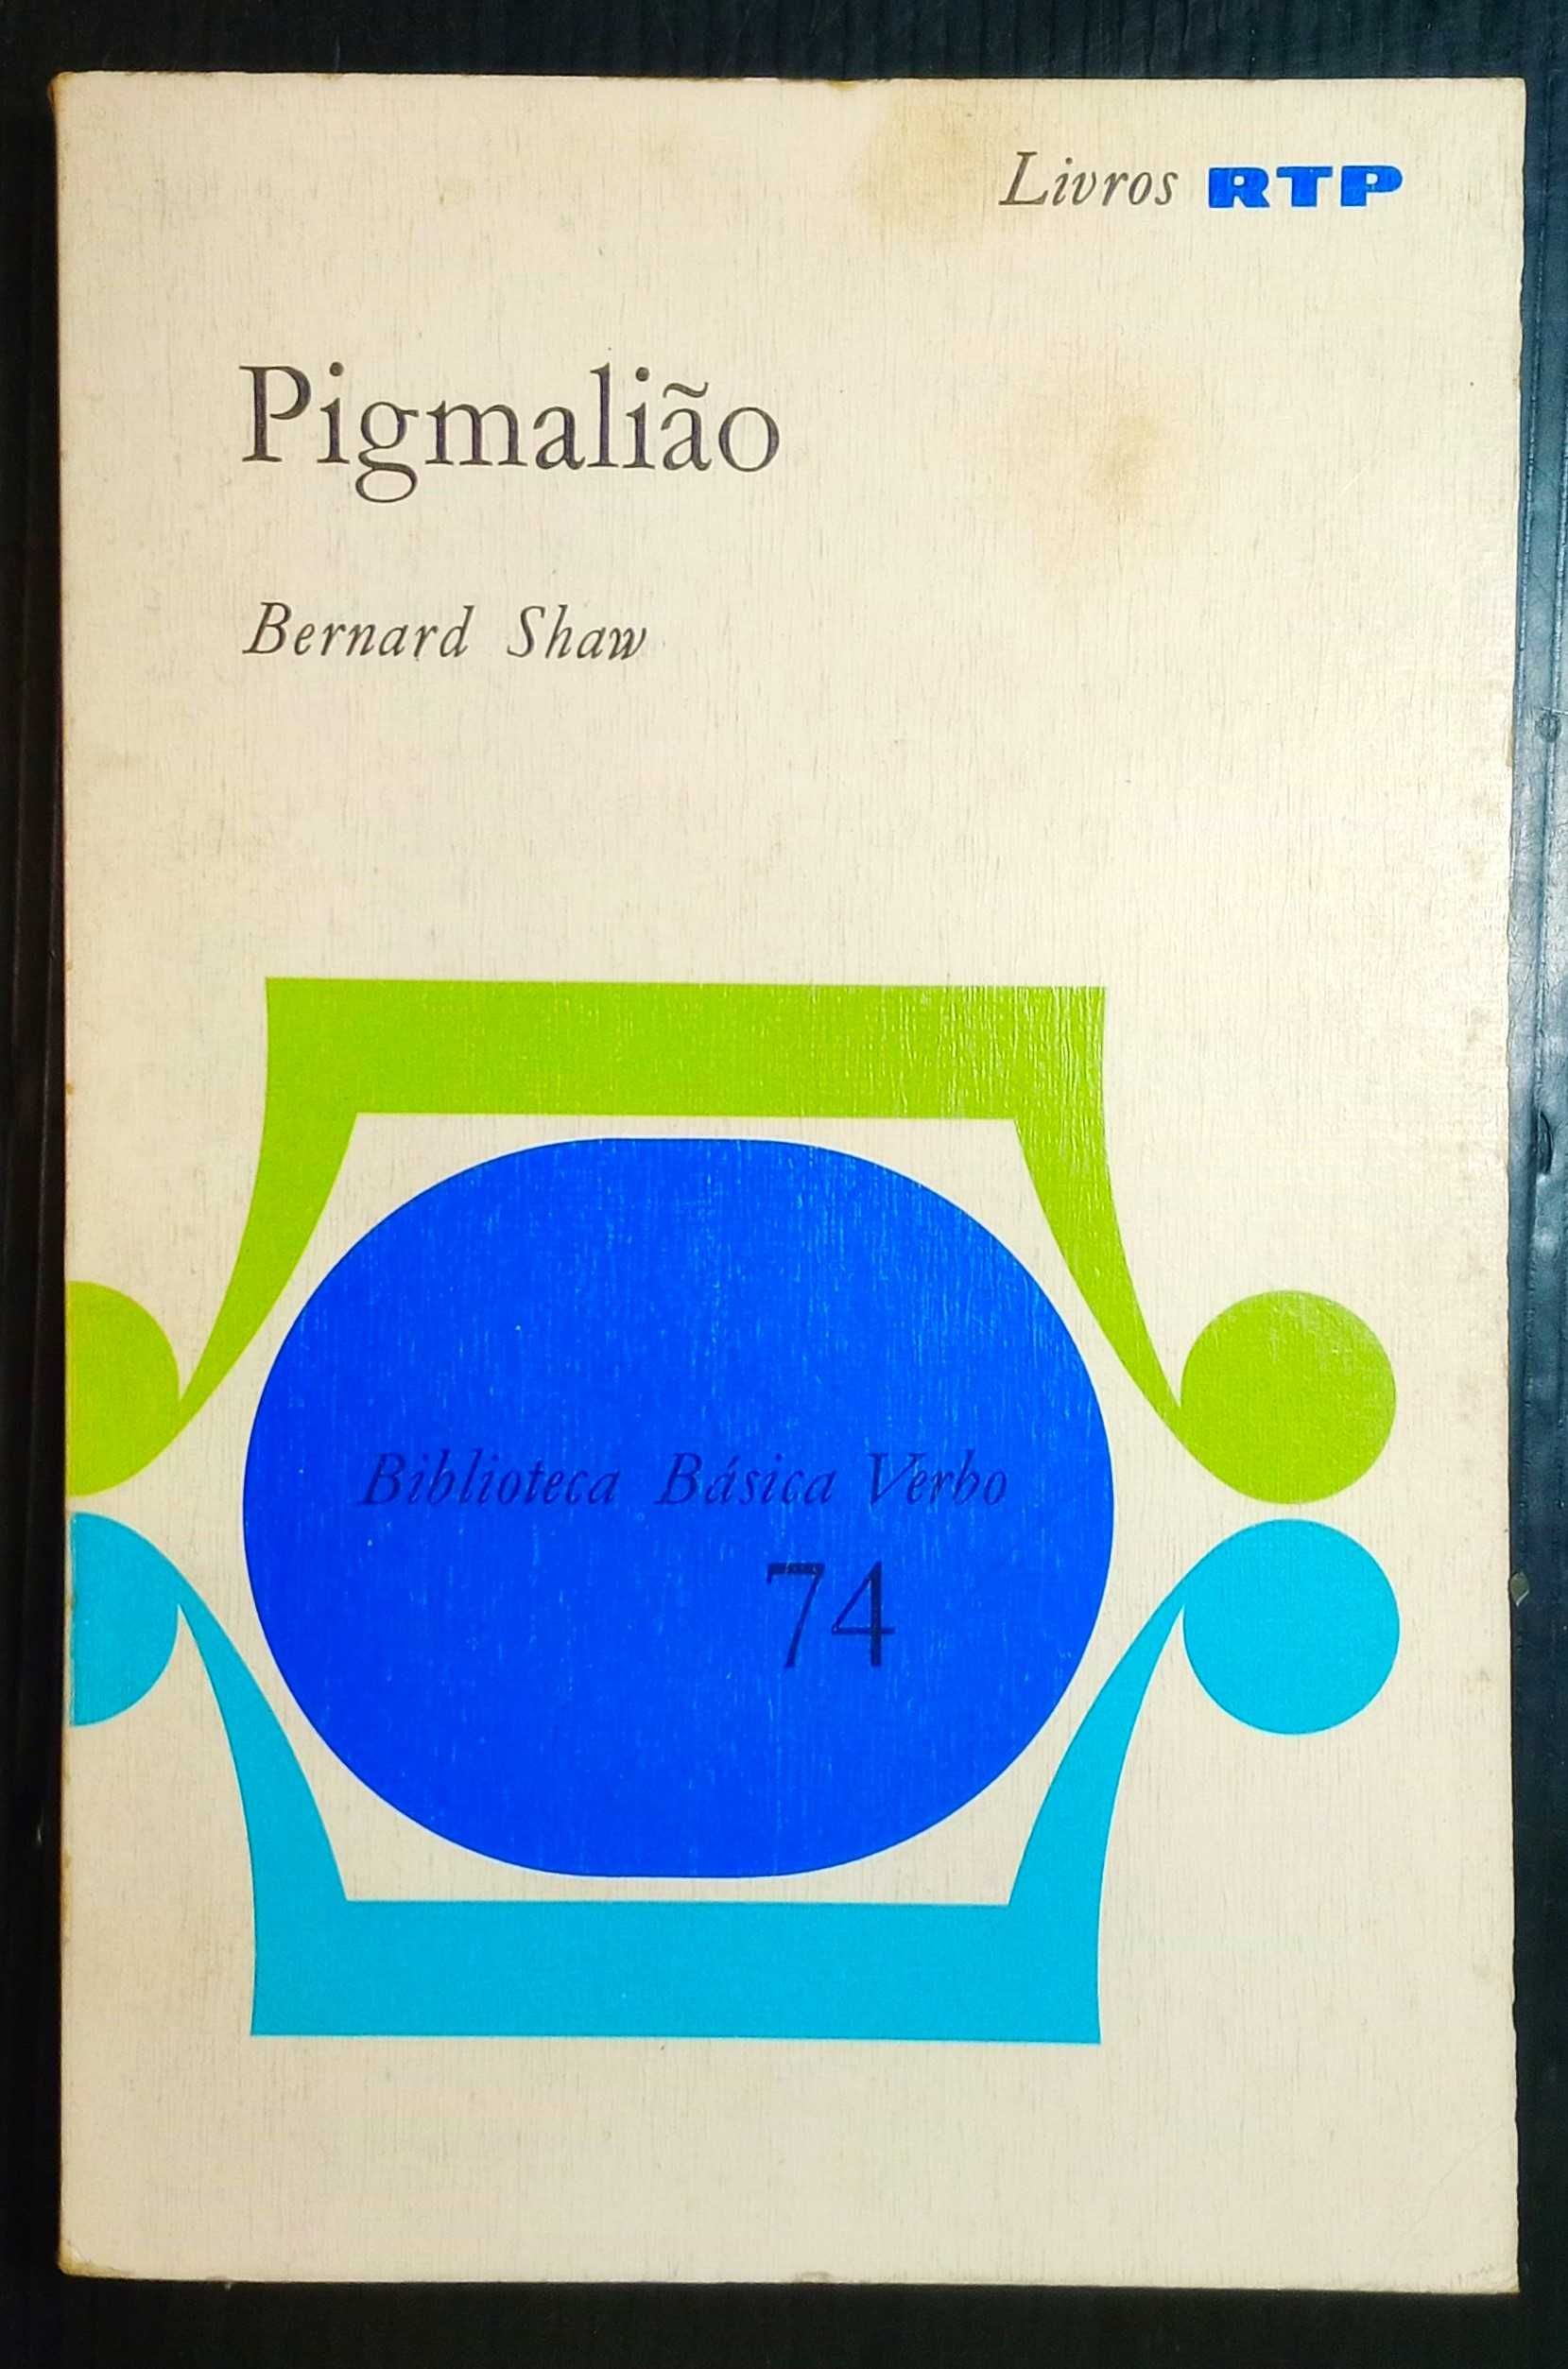 Livros RTP
Pigmalião
Bernard Shaw
Biblioteca Básica Verbo
74